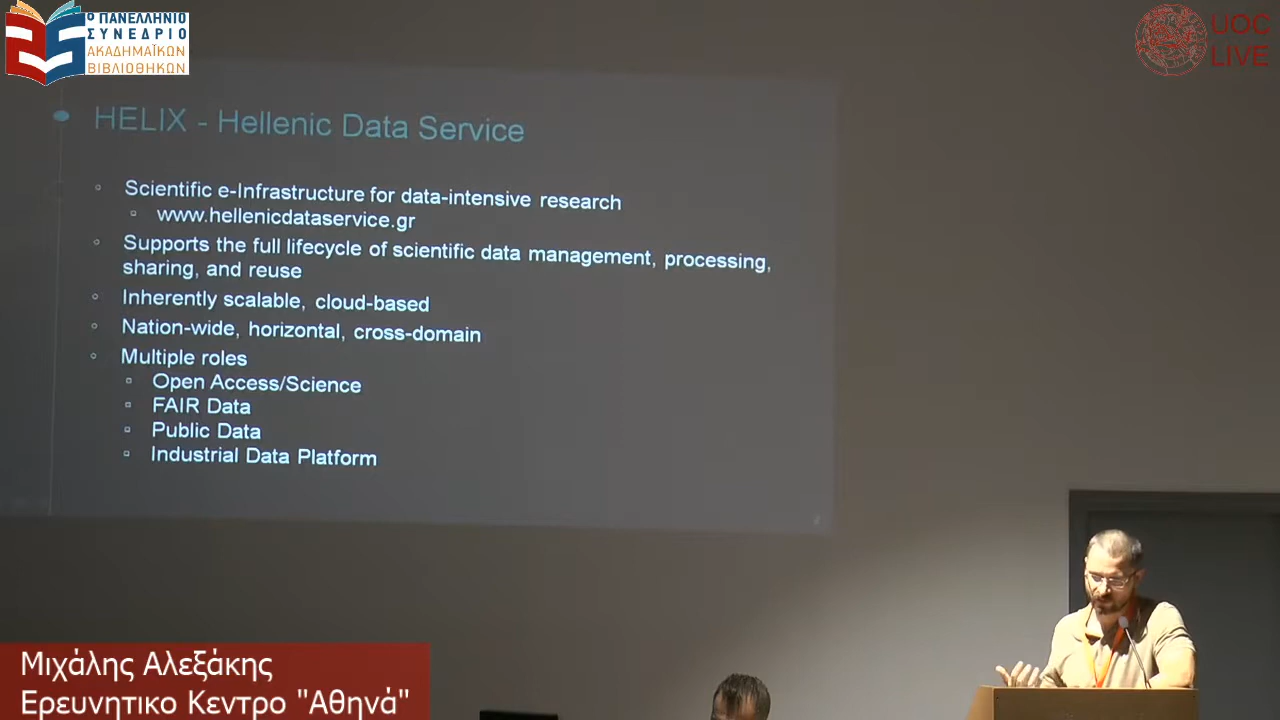 25
ο ΠΑΝΕΛΛΗΝΙΟ
ΣΥΝΕΔΡΙΟ
ΑΚΑΔΗΜΑΪΚΩΝ
ΒΙΒΛΙΟΘΗΚΩΝ
UOC
LIVE
HELIX - Hellenic Data Service
Scientific e-Infrastructure for data-intensive research
www.hellenicdataservice.gr
Supports the full lifecycle of scientific data management, processing,
sharing, and reuse
Inherently scalable, cloud-based
Nation-wide, horizontal, cross-domain
Multiple roles
Open Access/Science
FAIR Data
Public Data
Industrial Data Platform
Μιχάλης Αλεξάκης
Ερευνητικο Κεντρο "Αθηνά"